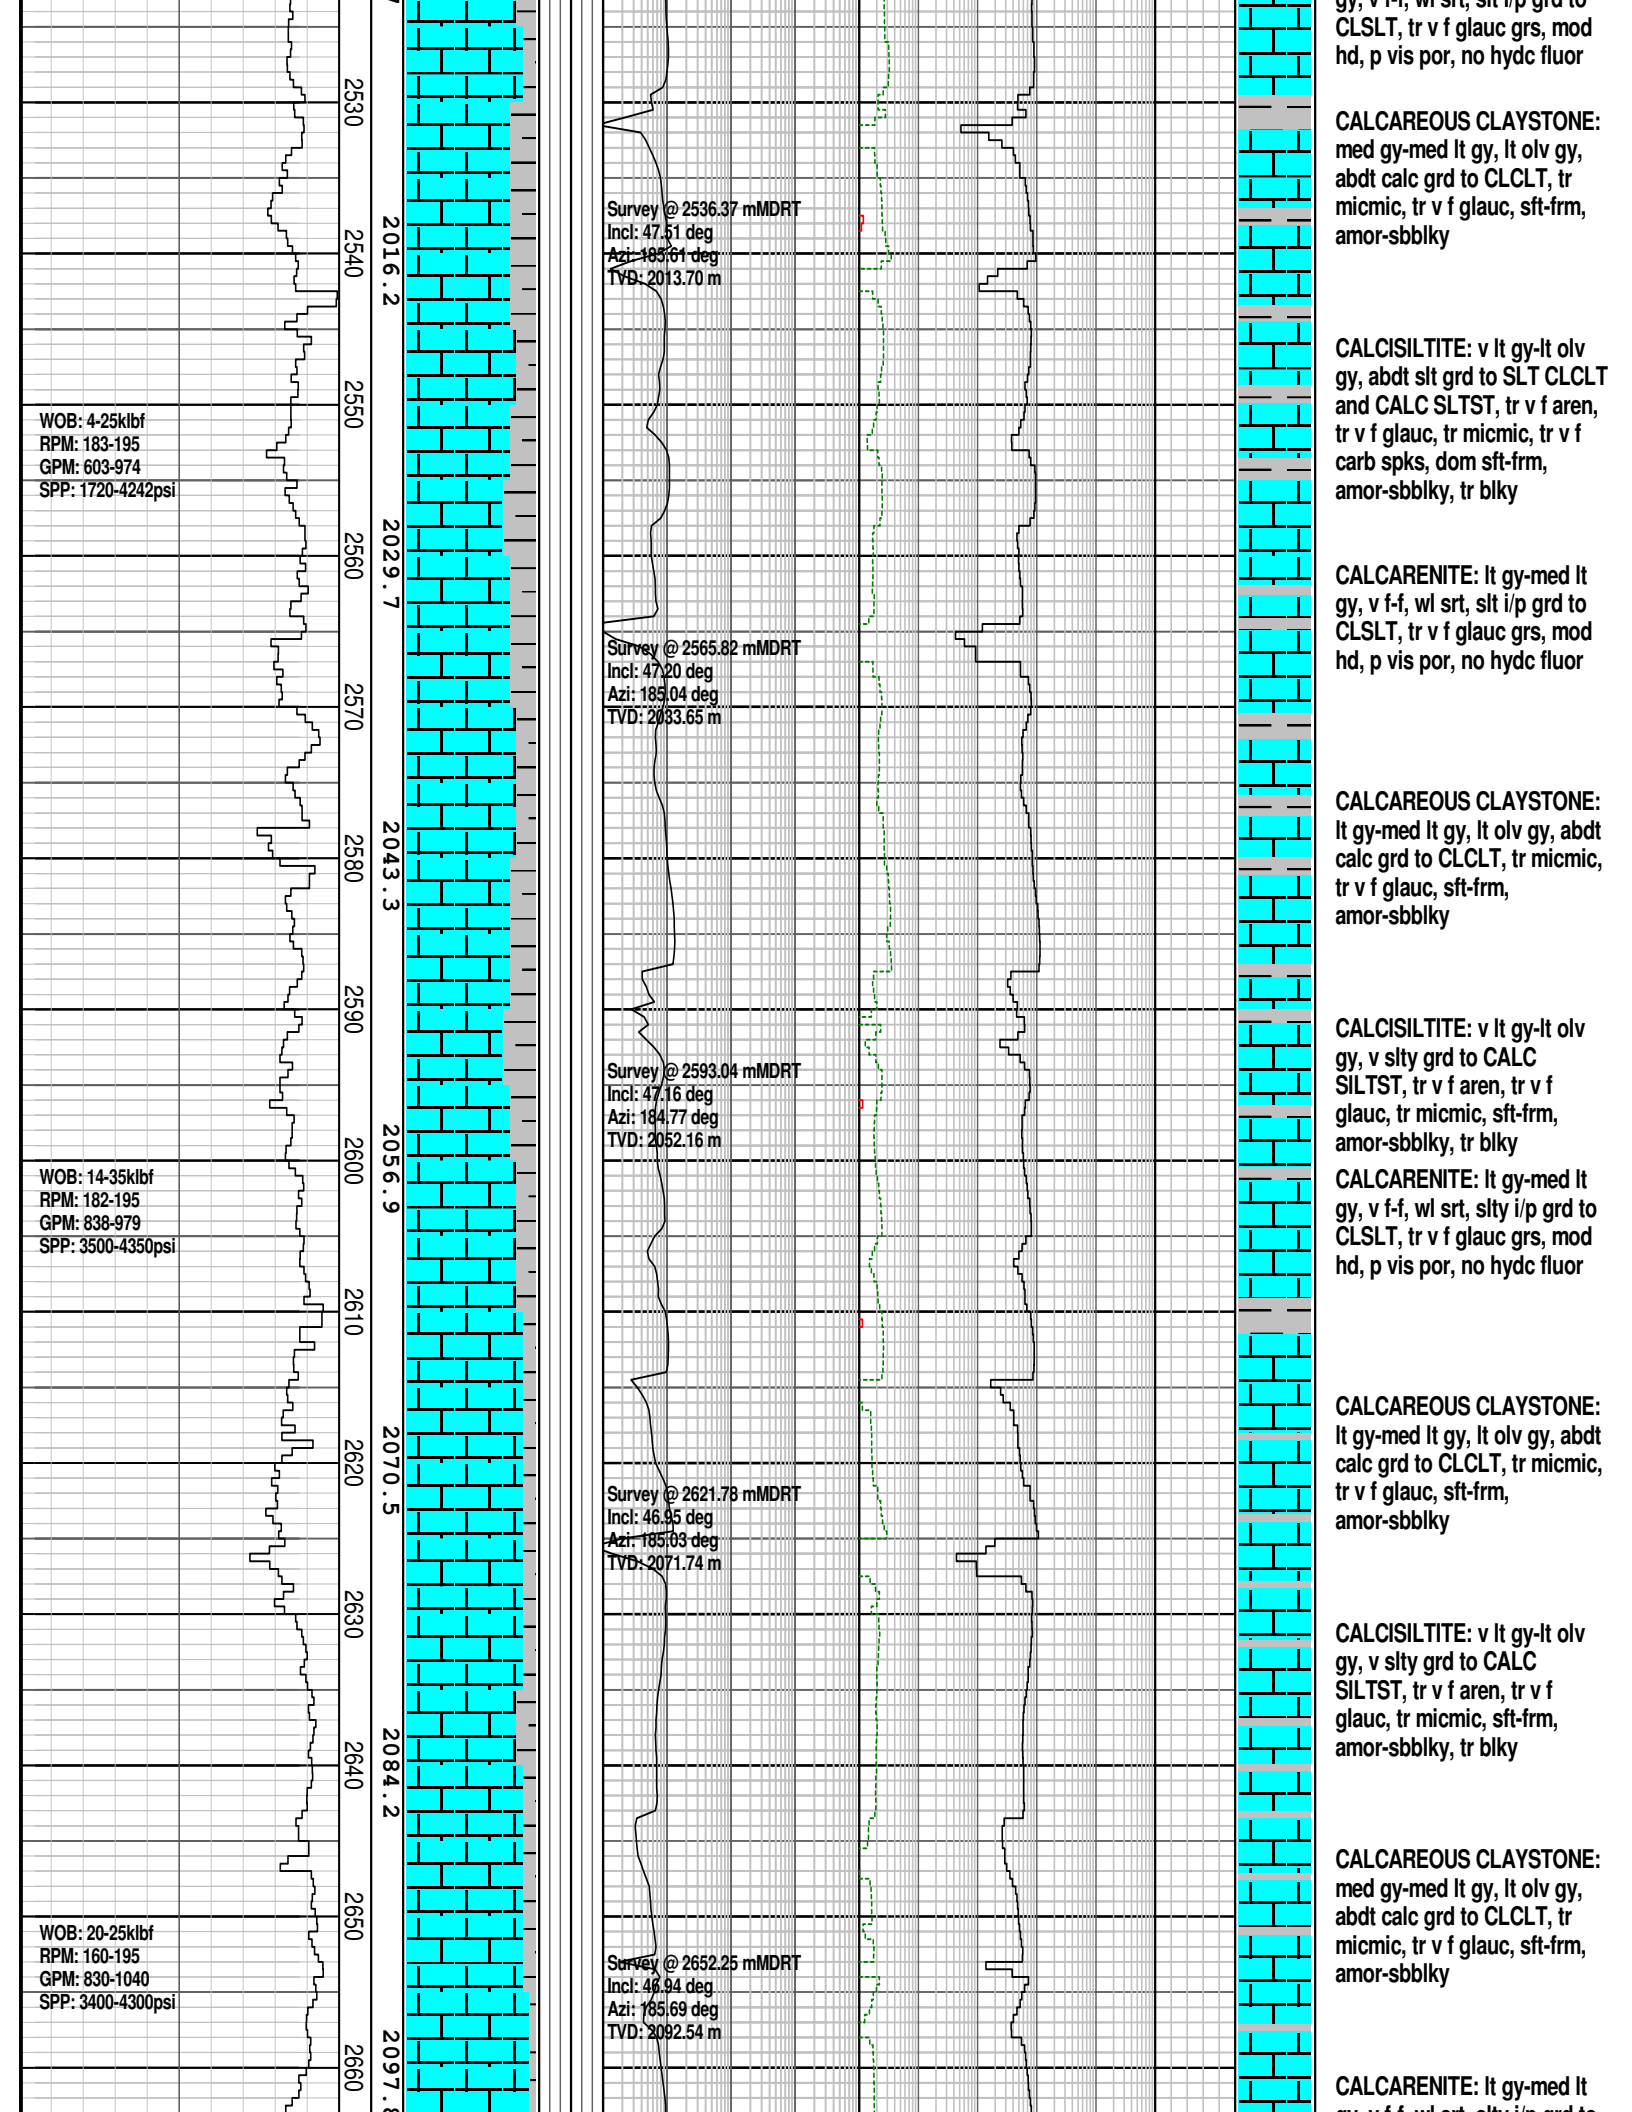 WOB: 4-25klbf
RPM: 183-195
GPM: 603-974
SPP: 1720-4242psi
WOB: 14-35klbf
RPM: 182-195
GPM: 838-979
SPP: 3500-4350psi
WOB: 20-25klbf
RPM: 160-195
GPM: 830-1040
SPP: 3400-4300psi
2530
2540
2550
2560
2570
2580
2590
2600
2610
2620
2630
2640
2650
2660
2016.2
2029.7
2043.3
2056.9
2070.5
2084.2
2097.8
Survey @ 2536.37 mMDRT
Incl: 47.51 deg
Azi: 185.61 deg
TVD: 2013.70 m
Survey @ 2565.82 mMDRT
Incl: 47.20 deg
Azi: 185.04 deg
TVD: 2033.65 m
Survey @ 2593.04 mMDRT
Incl: 47.16 deg
Azi: 184.77 deg
TVD: 2052.16 m
Survey @ 2621.78 mMDRT
Incl: 46.95 deg
Azi: 185.03 deg
TVD: 2071.74 m
Survey @ 2652.25 mMDRT
Incl: 46.94 deg
Azi: 185.69 deg
TVD: 2092.54 m
gy, v f-f, wl srt, slt i/p grd to
CLSLT, tr v f glauc grs, mod
hd, p vis por, no hydc fluor
CALCAREOUS CLAYSTONE:
med gy-med lt gy, lt olv gy,
abdt calc grd to CLCLT, tr
micmic, tr v f glauc, sft-frm,
amor-sbblky
CALCISILTITE: v lt gy-lt olv
gy, abdt slt grd to SLT CLCLT
and CALC SLTST, tr v f aren,
tr v f glauc, tr micmic, tr v f
carb spks, dom sft-frm,
amor-sbblky, tr blky
CALCARENITE: lt gy-med lt
gy, v f-f, wl srt, slt i/p grd to
CLSLT, tr v f glauc grs, mod
hd, p vis por, no hydc fluor
CALCAREOUS CLAYSTONE:
lt gy-med lt gy, lt olv gy, abdt
calc grd to CLCLT, tr micmic,
tr v f glauc, sft-frm,
amor-sbblky
CALCISILTITE: v lt gy-lt olv
gy, v slty grd to CALC
SILTST, tr v f aren, tr v f
glauc, tr micmic, sft-frm,
amor-sbblky, tr blky
CALCARENITE: lt gy-med lt
gy, v f-f, wl srt, slty i/p grd to
CLSLT, tr v f glauc grs, mod
hd, p vis por, no hydc fluor
CALCAREOUS CLAYSTONE:
lt gy-med lt gy, lt olv gy, abdt
calc grd to CLCLT, tr micmic,
tr v f glauc, sft-frm,
amor-sbblky
CALCISILTITE: v lt gy-lt olv
gy, v slty grd to CALC
SILTST, tr v f aren, tr v f
glauc, tr micmic, sft-frm,
amor-sbblky, tr blky
CALCAREOUS CLAYSTONE:
med gy-med lt gy, lt olv gy,
abdt calc grd to CLCLT, tr
micmic, tr v f glauc, sft-frm,
amor-sbblky
CALCARENITE: lt gy-med lt
gy, v f-f, wl srt, slty i/p grd to